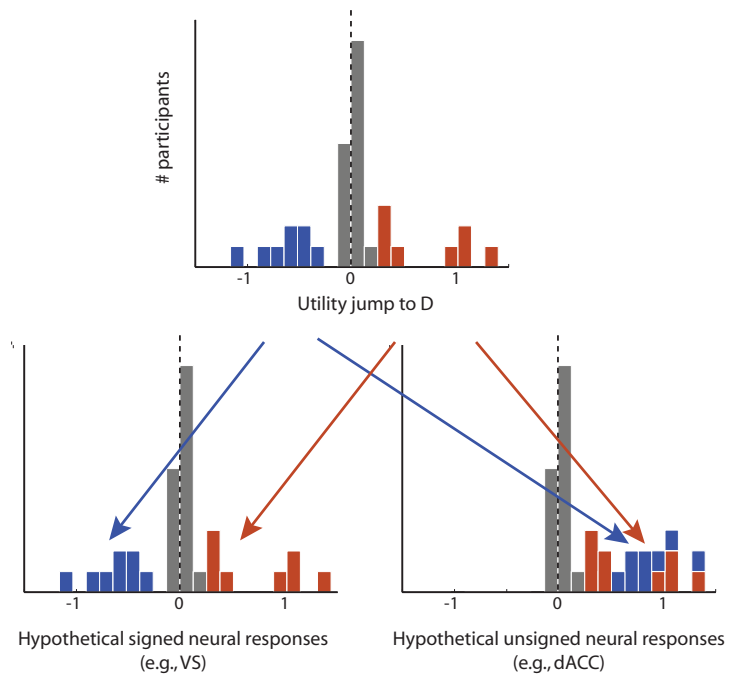 # participants
-1 0 1
Utility jump to D
-1 0 1
-1 0 1
Hypothetical signed neural responses
(e.g., VS)
Hypothetical unsigned neural responses
(e.g., dACC)